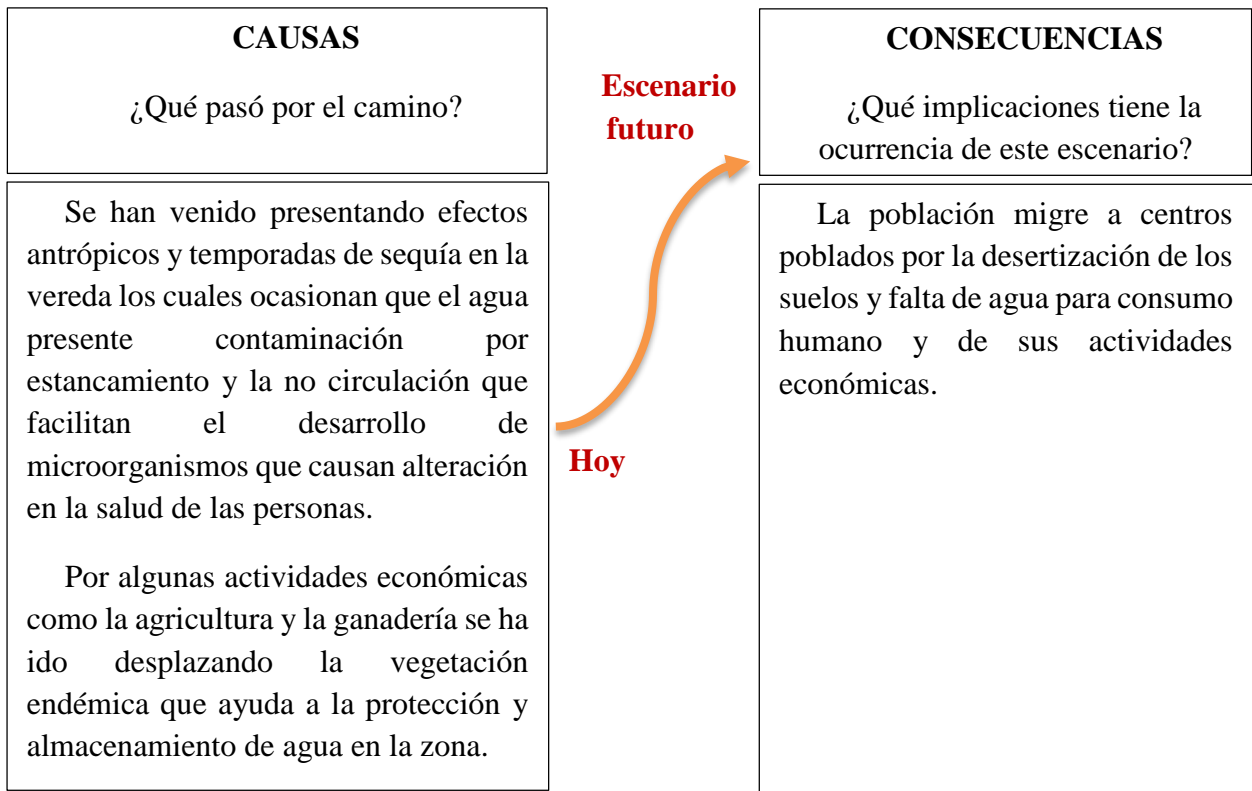 CAUSAS
¿Qué pasó por el camino?
Se han venido presentando efectos
antrópicos y temporadas de sequía en la
vereda los cuales ocasionan que el agua
presente contaminación por
estancamiento y la no circulación que
facilitan el desarrollo de
microorganismos que causan alteración
en la salud de las personas.
Por algunas actividades económicas
como la agricultura y la ganadería se ha
ido desplazando la vegetación
endémica que ayuda a la protección y
almacenamiento de agua en la zona.
Escenario
futuro
Hoy
CONSECUENCIAS
¿Qué implicaciones tiene la
ocurrencia de este escenario?
La población migre a centros
poblados por la desertización de los
suelos y falta de agua para consumo
humano y de sus actividades
económicas.